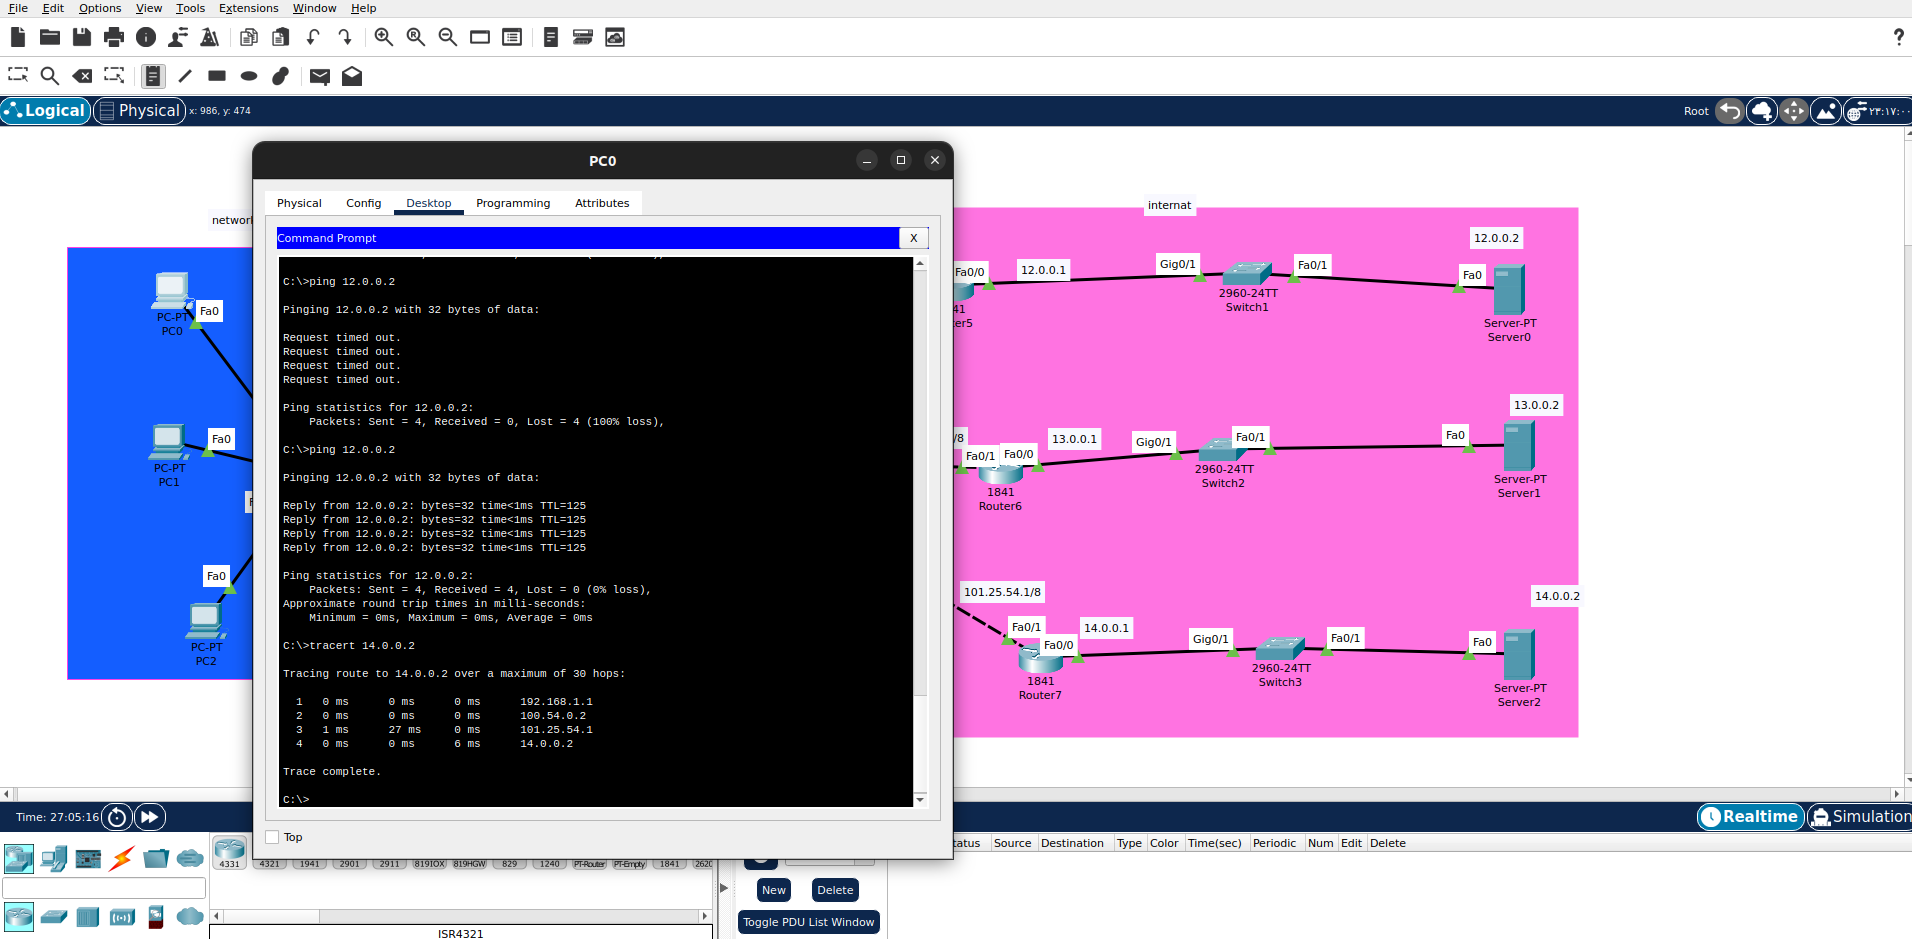 File Edit Options View Tools Extensions Window Help
Logical Physical x: 986, y: 474
Root
PC0
Physical Config Desktop Programming Attributes
Command Prompt X
C:\>ping 12.0.0.2
Pinging 12.0.0.2 with 32 bytes of data:
Request timed out.
Request timed out.
Request timed out.
Request timed out.
Ping statistics for 12.0.0.2:
Packets: Sent = 4, Received = 0, Lost = 4 (100% loss),
C:\>ping 12.0.0.2
Pinging 12.0.0.2 with 32 bytes of data:
Reply from 12.0.0.2: bytes=32 time<1ms TTL=125
Reply from 12.0.0.2: bytes=32 time<1ms TTL=125
Reply from 12.0.0.2: bytes=32 time<1ms TTL=125
Reply from 12.0.0.2: bytes=32 time<1ms TTL=125
Ping statistics for 12.0.0.2:
Packets: Sent = 4, Received = 4, Lost = 0 (0% loss),
Approximate round trip times in milli-seconds:
Minimum = 0ms, Maximum = 0ms, Average = 0ms
C:\>tracert 14.0.0.2
Tracing route to 14.0.0.2 over a maximum of 30 hops:
1 0 ms 0 ms 0 ms 192.168.1.1
2 0 ms 0 ms 0 ms 100.54.0.2
3 1 ms 27 ms 0 ms 101.25.54.1
4 0 ms 0 ms 6 ms 14.0.0.2
Trace complete.
C:\>
Top
Fa0
PC-PT
PC0
Fa0
PC-PT
PC1
Fa0
PC-PT
PC2
internat
12.0.0.2
Fa0/0 12.0.0.1 Gig0/1 Fa0/1 Fa0
2960-24TT
Switch1
Server-PT
Server0
13.0.0.2
/8
Fa0/1 Fa0/0 13.0.0.1 Gig0/1 Fa0/1 Fa0
1841
Router6
2960-24TT
Switch2
Server-PT
Server1
101.25.54.1/8
14.0.0.2
Fa0/1 Fa0/0 14.0.0.1 Gig0/1 Fa0/1 Fa0
1841
Router7
2960-24TT
Switch3
Server-PT
Server2
Time: 27:05:16
Realtime Simulation
4331 4321 1941 2901 2911 819IOX 819HGW 829 1240 PT-Router PT-Empty 1841
Source Destination Type Color Time(sec) Periodic Num Edit Delete
New Delete
Toggle PDU List Window
ISR4321